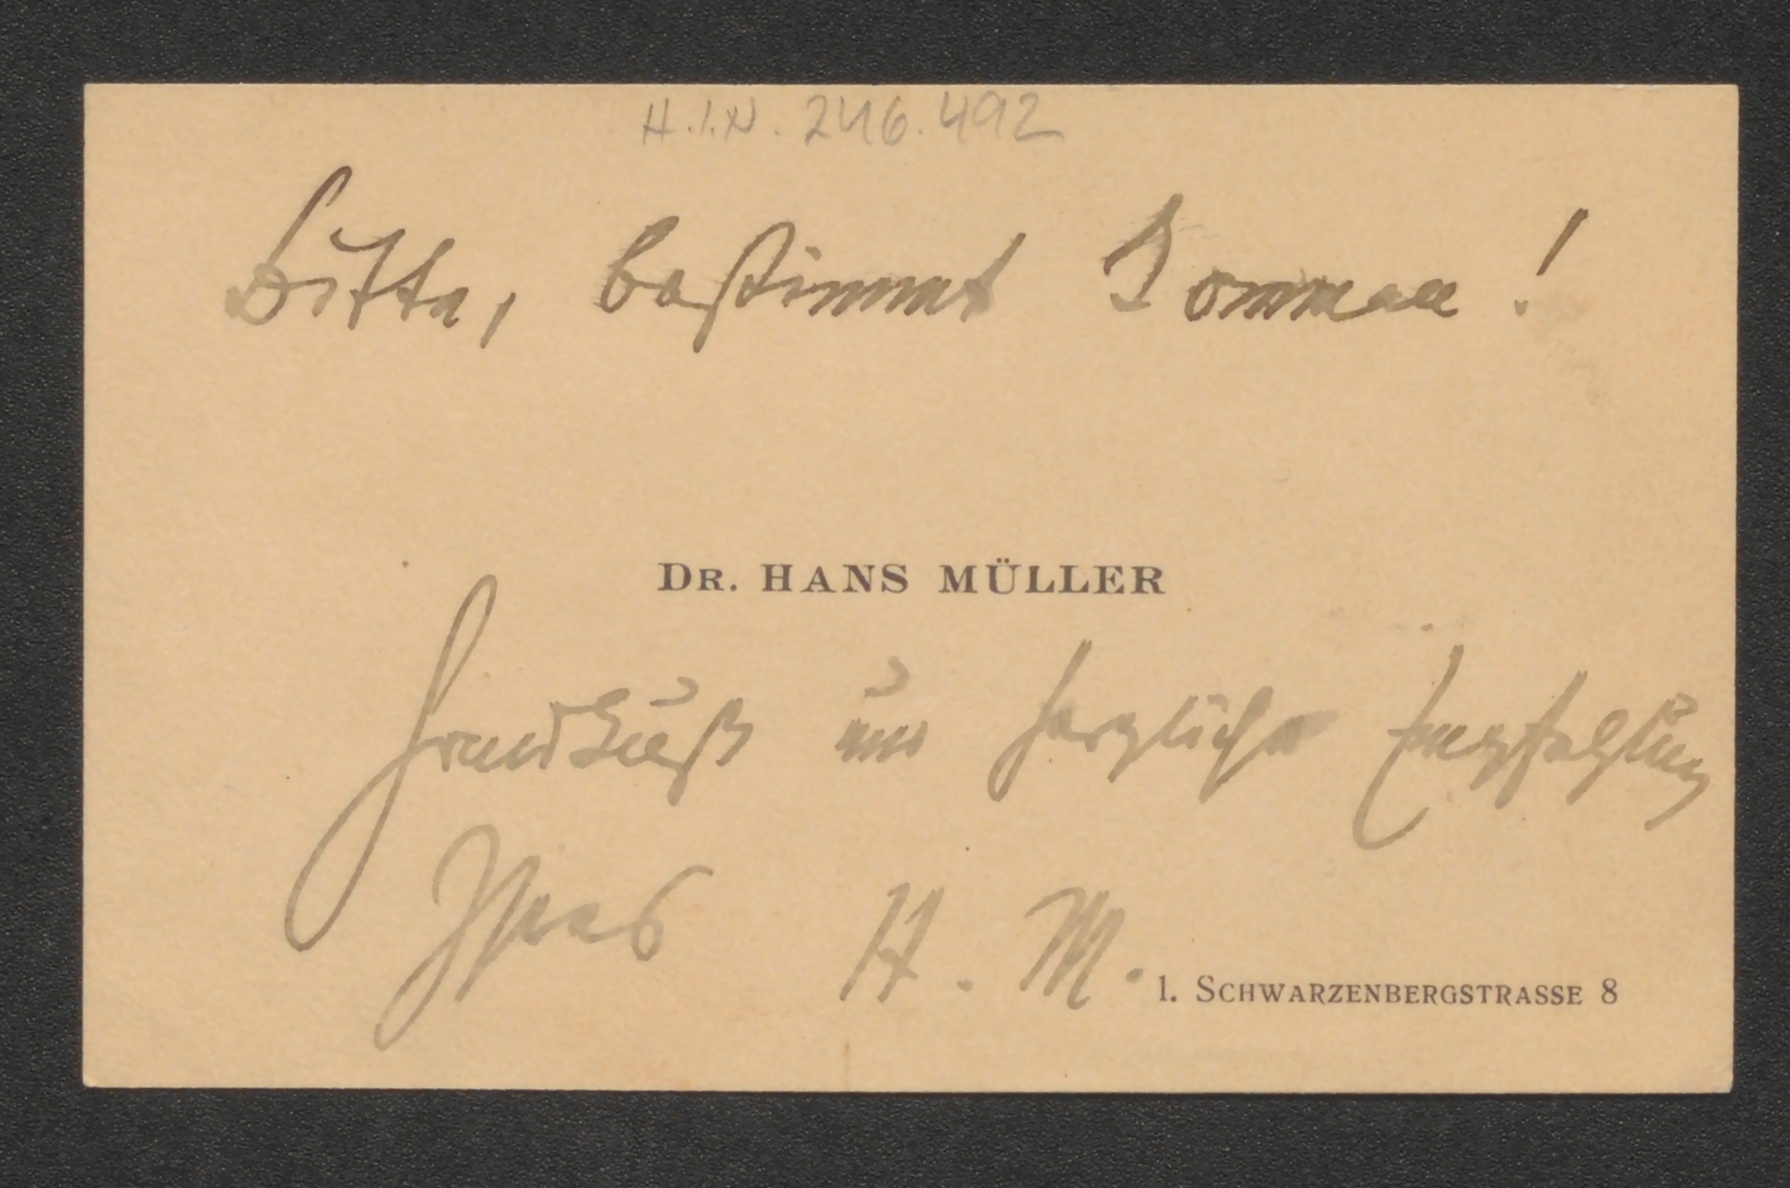 H.I.N. 246.492
Bitte, bestimmt kommen!
DR. HANS MÜLLER
Handkuß und herzliche Empfehlung
Ihres H. M.
1. SCHWARZENBERGSTRASSE 8